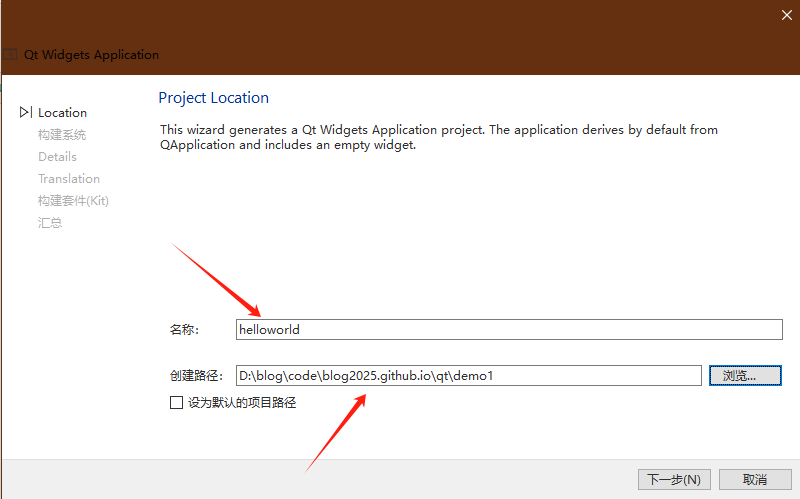 Qt Widgets Application
Location
构建系统
Details
Translation
构建套件(Kit)
汇总
Project Location
This wizard generates a Qt Widgets Application project. The application derives by default from
QApplication and includes an empty widget.
名称：
helloworld
创建路径：
D:\blog\code\blog2025.github.io\qt\demo1
浏览...
设为默认的项目路径
下一步(N)
取消